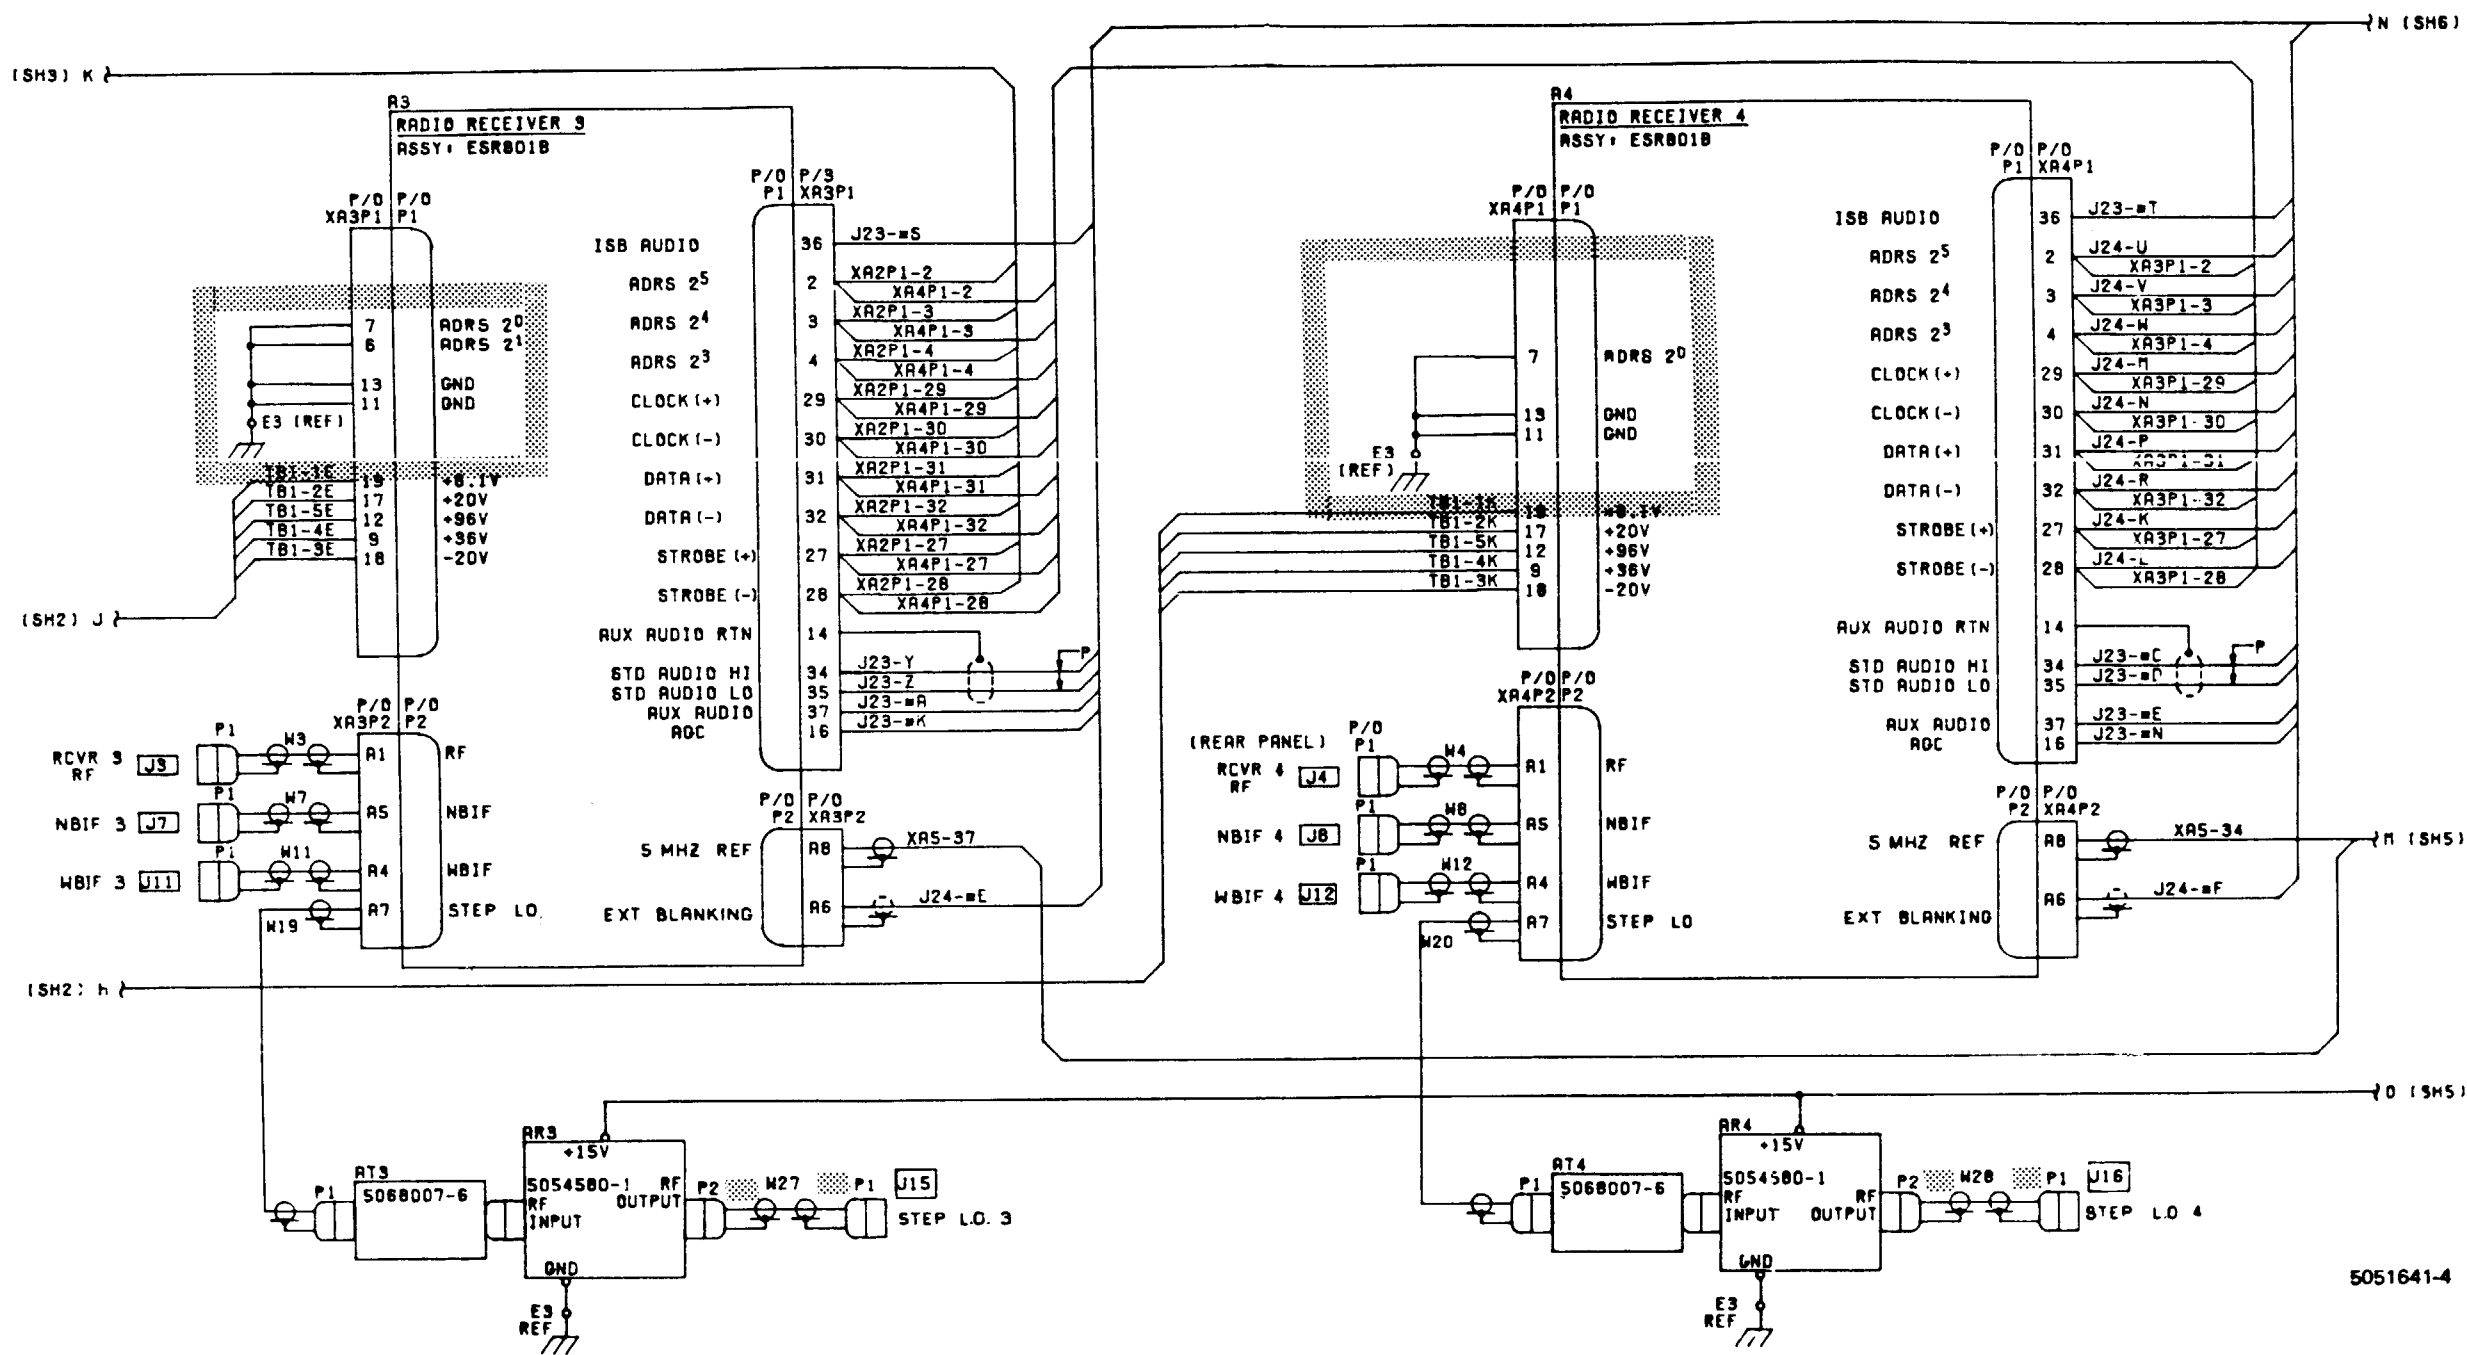 N (SH6)
(SH3) K
A3
RADIO RECEIVER 3
ASSY: ESR801B
P/O P/O
XA3P1 P1
7 ADRS 2⁰
6 ADRS 2¹
13 GND
11 GND
E3 (REF)
TB1-1E 19 +8.1V
TB1-2E 17 +20V
TB1-5E 12 +96V
TB1-4E 9 +36V
TB1-3E 18 -20V
(SH2) J
P/O P/3
P1 XA3P1
ISB AUDIO 36 J23-*S
ADRS 2⁵ 2 XA2P1-2
XA4P1-2
ADRS 2⁴ 3 XA2P1-3
XA4P1-3
ADRS 2³ 4 XA2P1-4
XA4P1-4
CLOCK(+) 29 XA2P1-29
XA4P1-29
CLOCK(-) 30 XA2P1-30
XA4P1-30
DATA(+) 31 XA2P1-31
XA4P1-31
DATA(-) 32 XA2P1-32
XA4P1-32
STROBE(+) 27 XA2P1-27
XA4P1-27
STROBE(-) 28 XA2P1-28
XA4P1-28
AUX AUDIO RTN 14
STD AUDIO HI 34 J23-Y P
STD AUDIO LO 35 J23-Z
AUX AUDIO 37 J23-*A
AGC 16 J23-*K
P/O P/O
XA3P2 P2
RCVR 3 RF J3 P1 W3 A1 RF
NBIF 3 J7 P1 W7 A5 NBIF
WBIF 3 J11 P1 W11 A4 WBIF
W19 A7 STEP LO
P/O P/O
P2 XA3P2
5 MHZ REF A8 XA5-37
EXT BLANKING A6 J24-*E
(SH2) h
A4
RADIO RECEIVER 4
ASSY: ESR801B
P/O P/O
XA4P1 P1
7 ADRS 2⁰
13 GND
11 GND
E3
(REF)
TB1-1K 19 +8.1V
TB1-2K 17 +20V
TB1-5K 12 +96V
TB1-4K 9 +36V
TB1-3K 18 -20V
P/O P/O
P1 XA4P1
ISB AUDIO 36 J23-*T
ADRS 2⁵ 2 J24-U
XA3P1-2
ADRS 2⁴ 3 J24-V
XA3P1-3
ADRS 2³ 4 J24-W
XA3P1-4
CLOCK(+) 29 J24-M
XA3P1-29
CLOCK(-) 30 J24-N
XA3P1-30
DATA(+) 31 J24-P
XA3P1-31
DATA(-) 32 J24-R
XA3P1-32
STROBE(+) 27 J24-K
XA3P1-27
STROBE(-) 28 J24-L
XA3P1-28
AUX AUDIO RTN 14
STD AUDIO HI 34 J23-*C P
STD AUDIO LO 35 J23-*D
AUX AUDIO 37 J23-*E
AGC 16 J23-*N
P/O P/O
XA4P2 P2
(REAR PANEL)
RCVR 4 RF J4 P/O P1 W4 A1 RF
NBIF 4 J8 P1 W8 A5 NBIF
WBIF 4 J12 P1 W12 A4 WBIF
W20 A7 STEP LO
P/O P/O
P2 XA4P2
5 MHZ REF A8 XA5-34 M (SH5)
EXT BLANKING A6 J24-*F
O (SH5)
AR3
+15V
AT3
P1 5068007-6
5054580-1
RF INPUT
RF OUTPUT
P2 W27 P1 J15
STEP L.O. 3
GND
E3
REF
AR4
+15V
AT4
P1 5068007-6
5054580-1
RF INPUT
RF OUTPUT
P2 W28 P1 J16
STEP L.O 4
GND
E3
REF
5051641-4